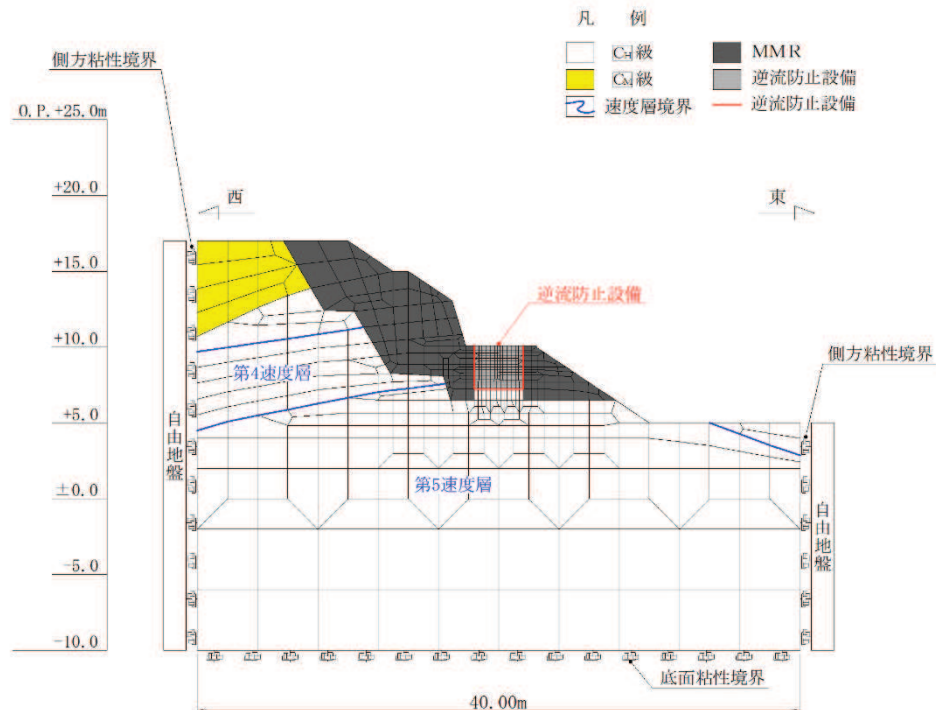 凡 例
CH級
MMR
CM級
逆流防止設備
速度層境界
逆流防止設備
側方粘性境界
O.P.+25.0m
+20.0
+15.0
+10.0
+5.0
±0.0
-5.0
-10.0
西
東
逆流防止設備
側方粘性境界
第4速度層
第5速度層
自由地盤
自由地盤
底面粘性境界
40.00m